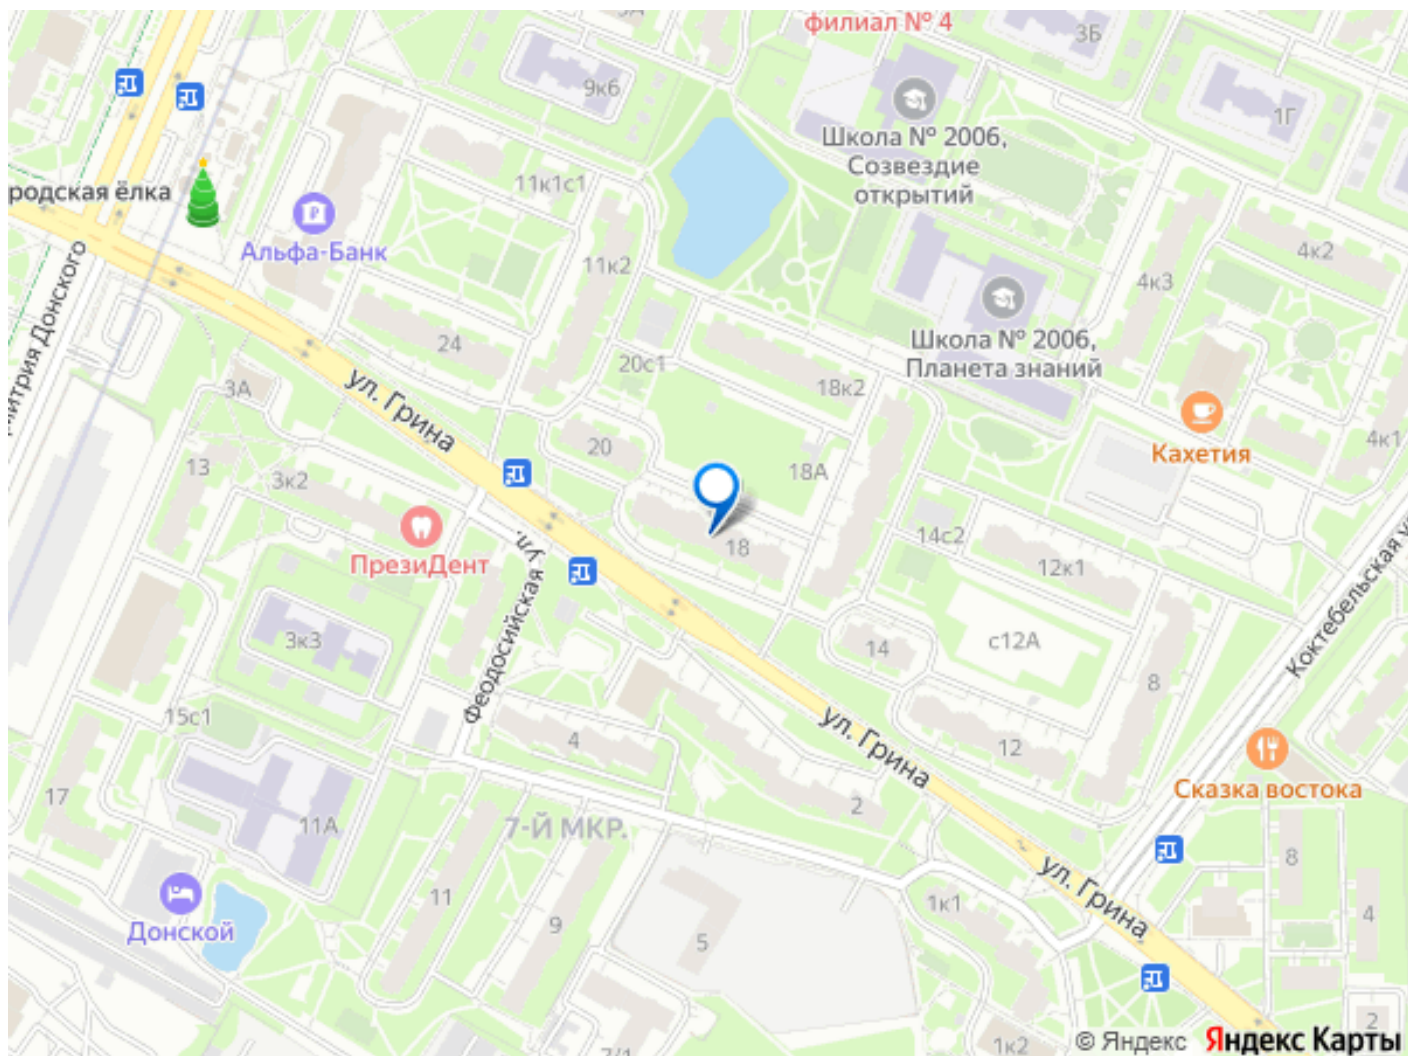 филиал № 4
3Б
9к6
1Г
Школа № 2006,
Созвездие
открытий
11к1с1
родская ёлка
Альфа-Банк
11к2
4к2
4к3
Школа № 2006,
Планета знаний
24
20с1
18к2
3А
ул. Грина
Кахетия
4к1
20
18А
13
3к2
18
14с2
12к1
ПрезиДент
Феодосийская ул.
Коктебельская ул
3к3
14
с12А
8
15с1
4
ул. Грина
12
2
Сказка востока
17
11А
7-Й МКР.
8
11
9
5
ул. Грина
1к1
4
Донской
1к2
2
7/1
© Яндекс Яндекс Карты